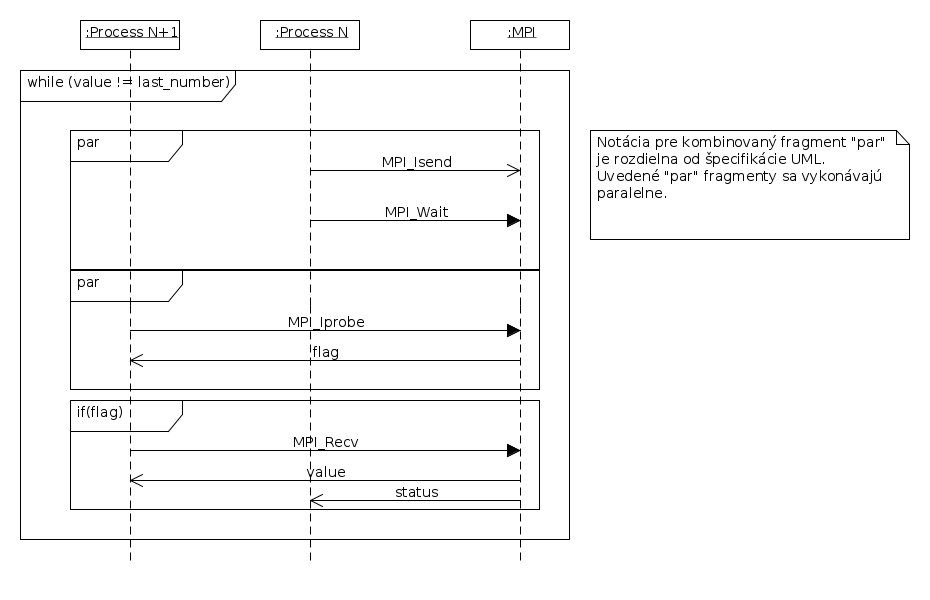 :Process N+1
:Process N
:MPI
while (value != last_number)
par
MPI_Isend
MPI_Wait
par
MPI_Iprobe
flag
if(flag)
MPI_Recv
value
status
Notácia pre kombinovaný fragment "par"
je rozdielna od špecifikácie UML.
Uvedené "par" fragmenty sa vykonávajú
paralelne.